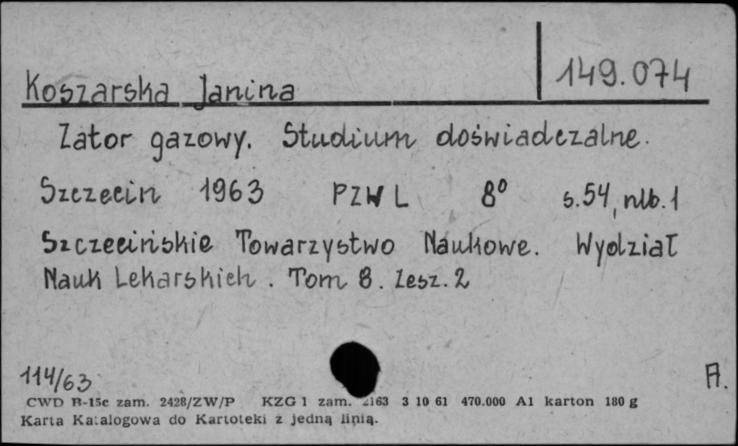 149.074
Koszarska Janina
Zator gazowy. Studium doświadczalne.
Szczecin 1963 PZWL 8º s.54, nlb.1
Szczecińskie Towarzystwo Naukowe. Wydział
Nauk Lekarskich. Tom 8. Zesz. 2
114/63
A.
CWD B-15c zam. 2428/ZW/P KZG 1 zam. 2163 3 10 61 470.000 A1 karton 180 g
Karta Katalogowa do Kartoteki z jedną linią.